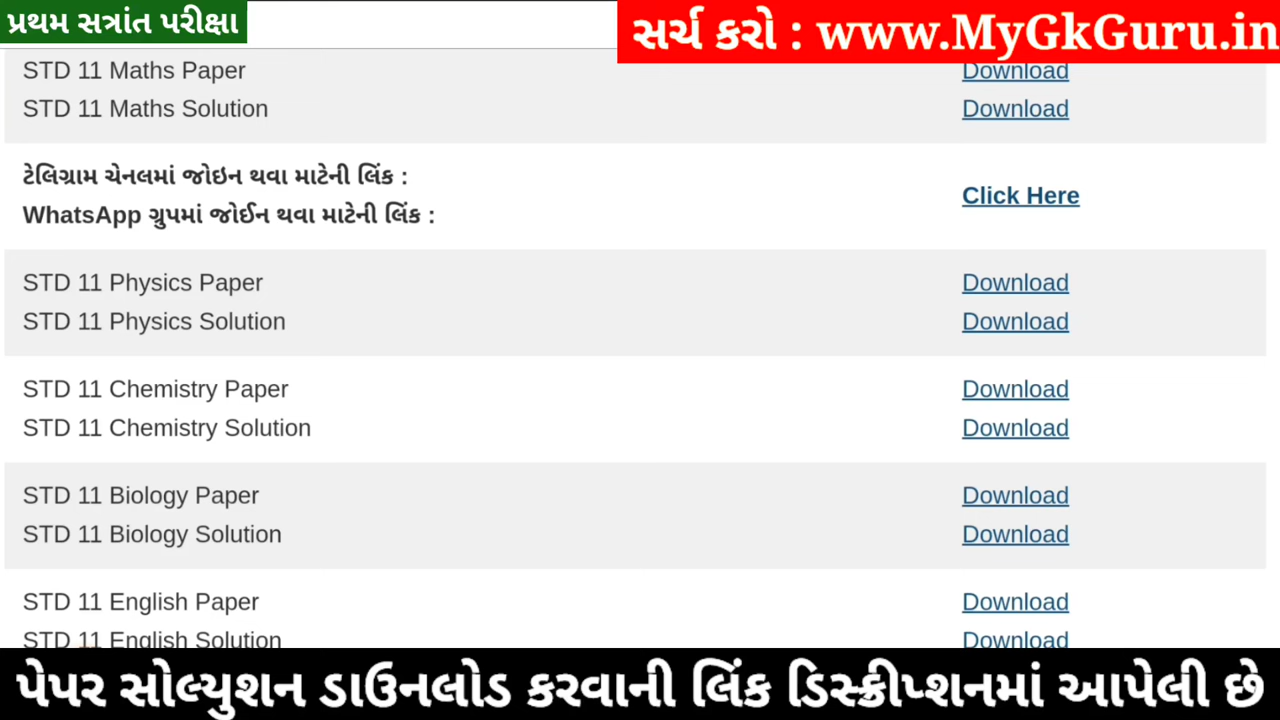 પ્રથમ સત્રાંત પરીક્ષા
સર્ચ કરો : www.MyGkGuru.in
STD 11 Maths Paper Download
STD 11 Maths Solution Download
ટેલિગ્રામ ચેનલમાં જોઇન થવા માટેની લિંક :
Click Here
WhatsApp ગ્રુપમાં જોઈન થવા માટેની લિંક :
STD 11 Physics Paper Download
STD 11 Physics Solution Download
STD 11 Chemistry Paper Download
STD 11 Chemistry Solution Download
STD 11 Biology Paper Download
STD 11 Biology Solution Download
STD 11 English Paper Download
STD 11 English Solution Download
પેપર સોલ્યુશન ડાઉનલોડ કરવાની લિંક ડિસ્ક્રીપ્શનમાં આપેલી છે